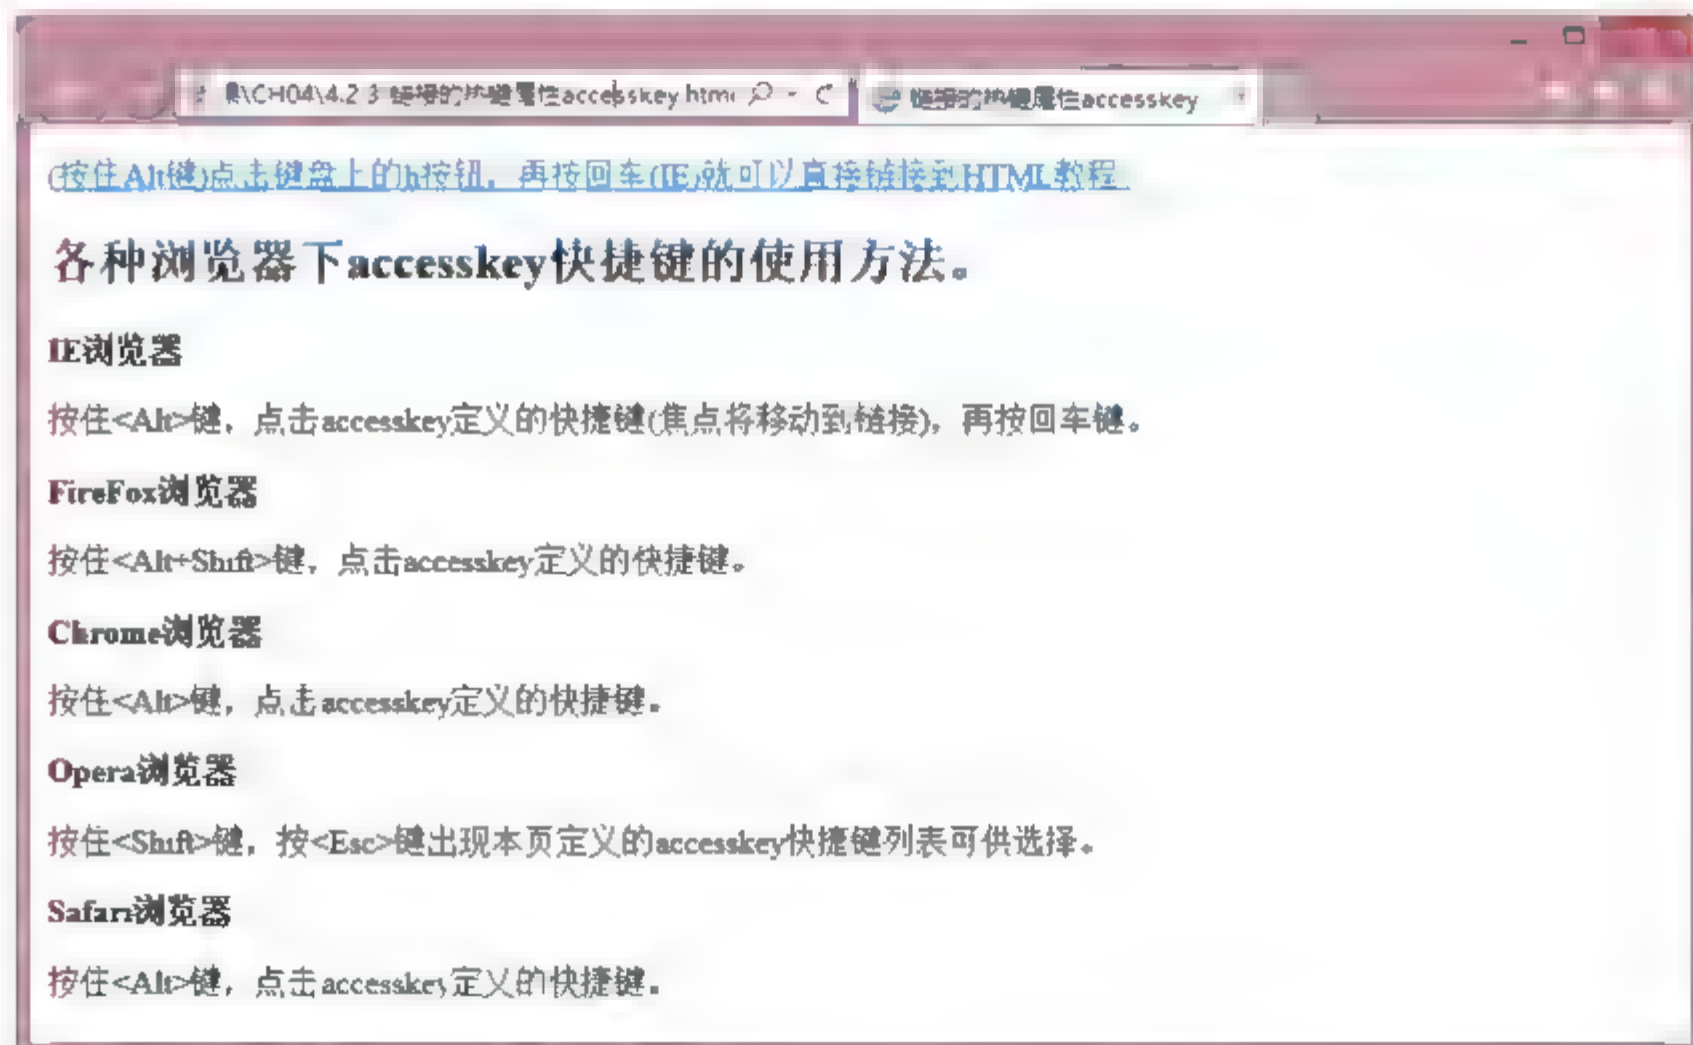 \CH04\4.2.3 链接的热键属性accesskey.html
链接的热键属性accesskey
(按住Alt键)点击键盘上的h按钮，再按回车(IE)就可以直接链接到HTML教程
各种浏览器下accesskey快捷键的使用方法。
IE浏览器
按住<Alt>键，点击accesskey定义的快捷键(焦点将移动到链接)，再按回车键。
FireFox浏览器
按住<Alt+Shift>键，点击accesskey定义的快捷键。
Chrome浏览器
按住<Alt>键，点击accesskey定义的快捷键。
Opera浏览器
按住<Shift>键，按<Esc>键出现本页定义的accesskey快捷键列表可供选择。
Safari浏览器
按住<Alt>键，点击accesskey定义的快捷键。